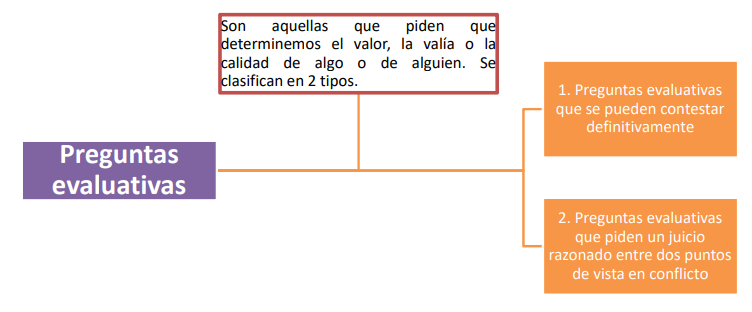 Son aquellas que piden que
determinemos el valor, la valía o la
calidad de algo o de alguien. Se
clasifican en 2 tipos.
Preguntas
evaluativas
1. Preguntas evaluativas
que se pueden contestar
definitivamente
2. Preguntas evaluativas
que piden un juicio
razonado entre dos puntos
de vista en conflicto